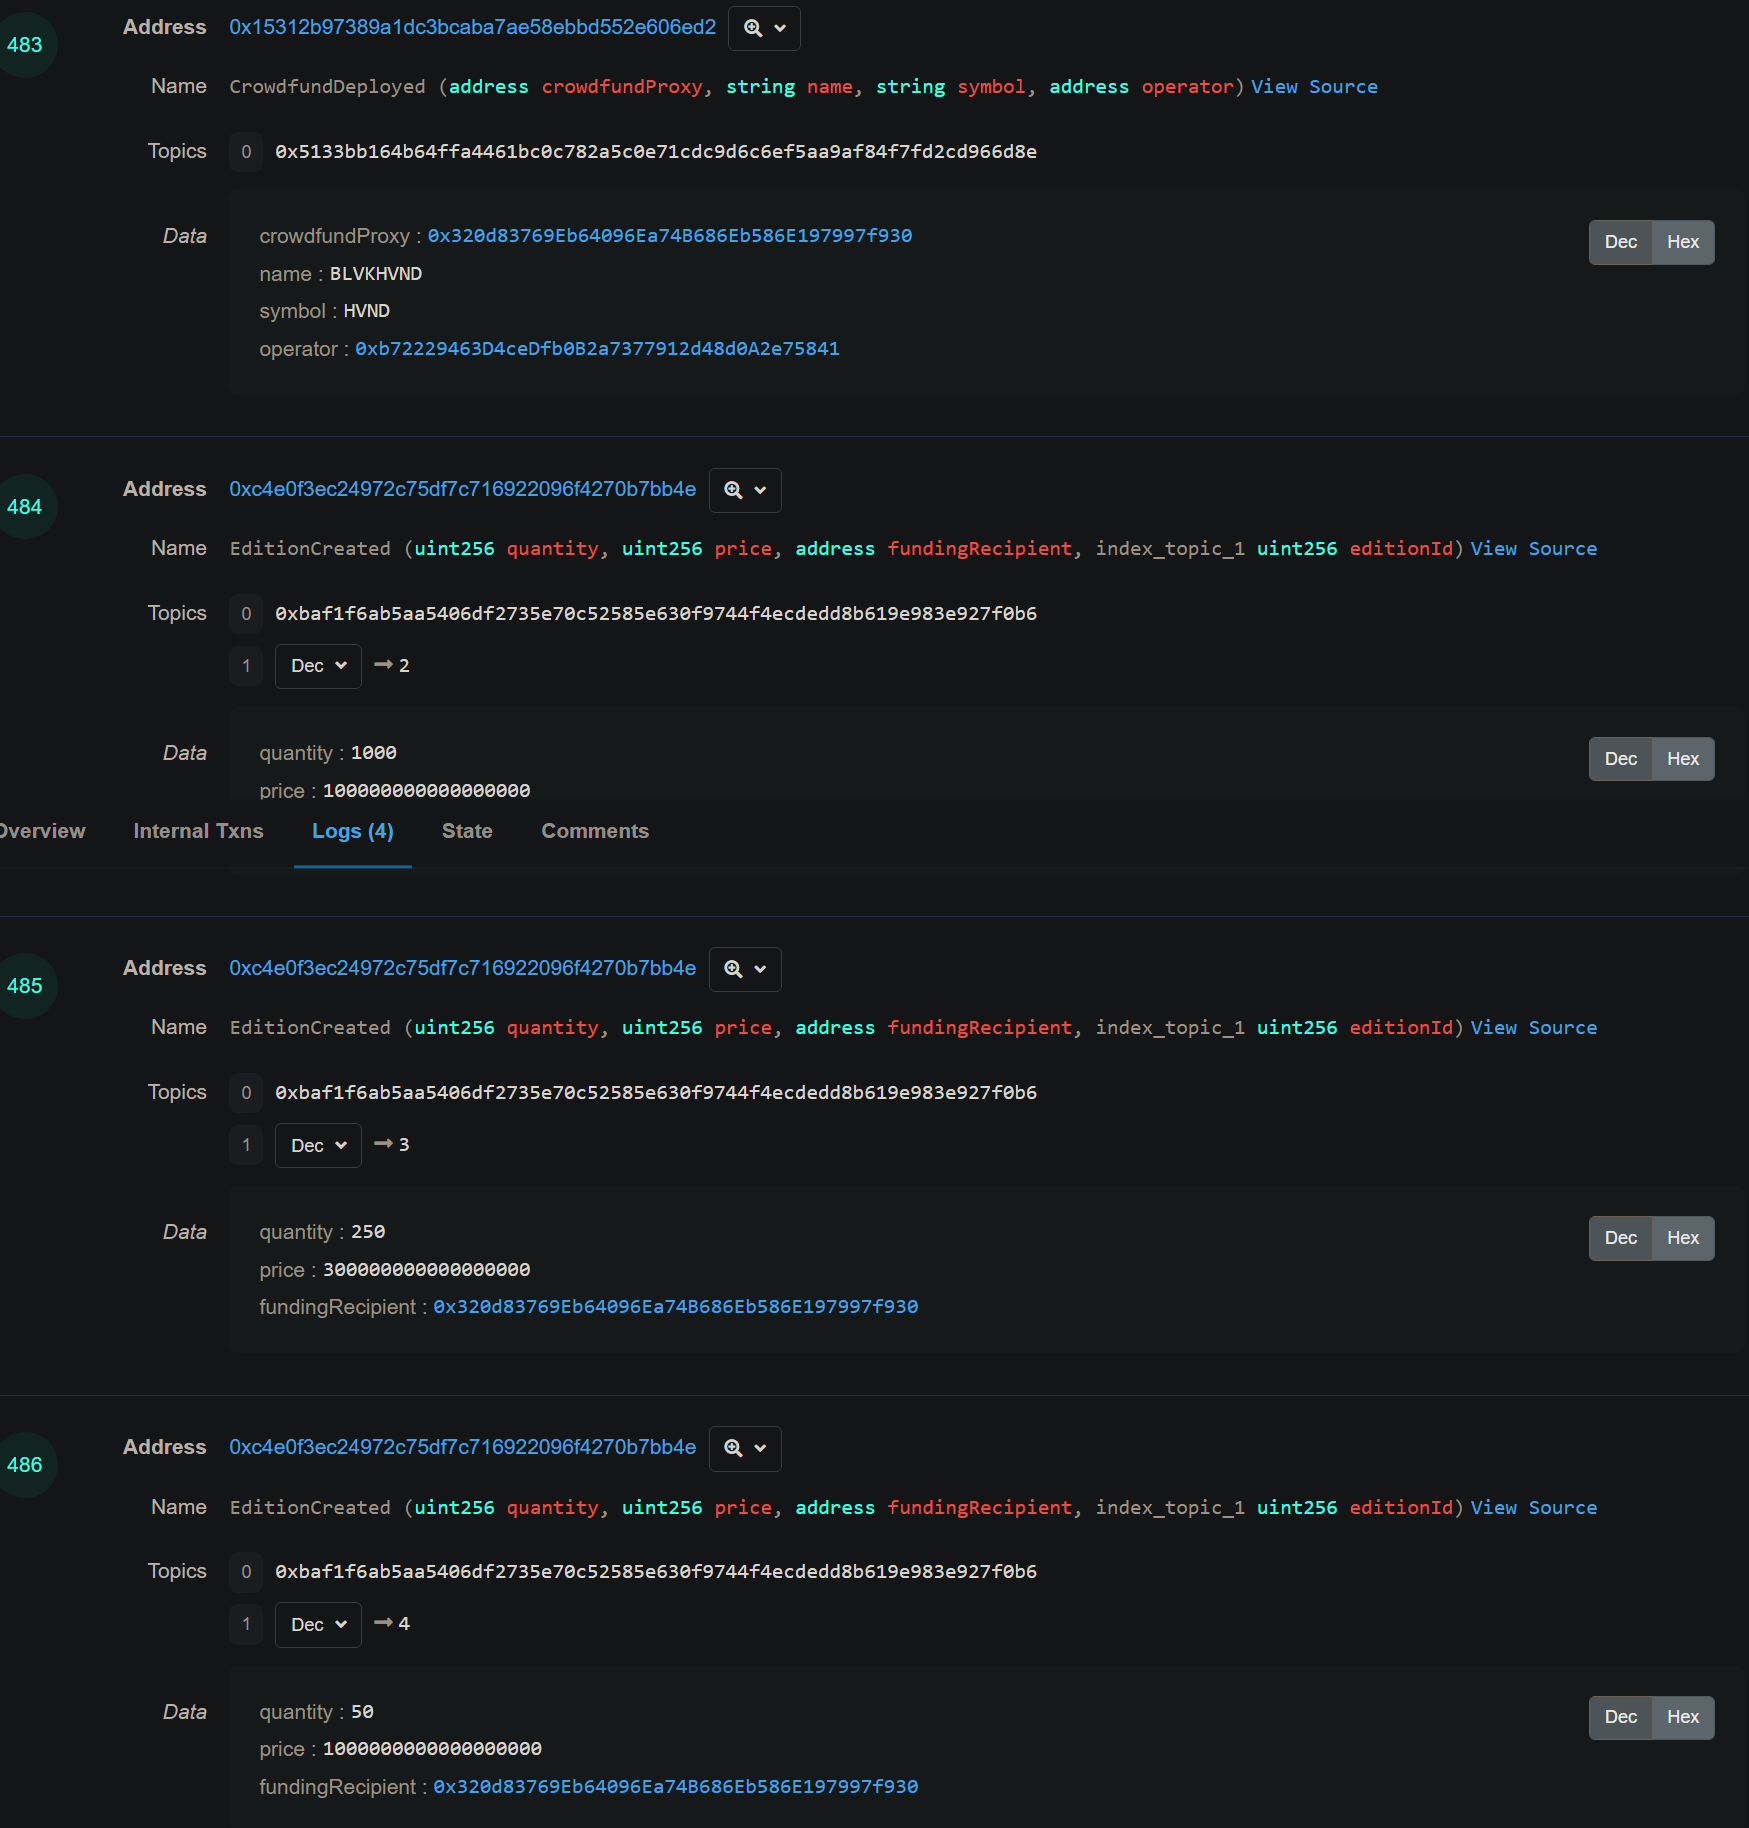 483
Address 0x15312b97389a1dc3bcaba7ae58ebbd552e606ed2
Name CrowdfundDeployed (address crowdfundProxy, string name, string symbol, address operator) View Source
Topics 0 0x5133bb164b64ffa4461bc0c782a5c0e71cdc9d6c6ef5aa9af84f7fd2cd966d8e
Data crowdfundProxy : 0x320d83769Eb64096Ea74B686Eb586E197997f930 Dec Hex
name : BLVKHVND
symbol : HVND
operator : 0xb72229463D4ceDfb0B2a7377912d48d0A2e75841
484
Address 0xc4e0f3ec24972c75df7c716922096f4270b7bb4e
Name EditionCreated (uint256 quantity, uint256 price, address fundingRecipient, index_topic_1 uint256 editionId) View Source
Topics 0 0xbaf1f6ab5aa5406df2735e70c52585e630f9744f4ecdedd8b619e983e927f0b6
1 Dec → 2
Data quantity : 1000 Dec Hex
price : 100000000000000000
Overview Internal Txns Logs (4) State Comments
485
Address 0xc4e0f3ec24972c75df7c716922096f4270b7bb4e
Name EditionCreated (uint256 quantity, uint256 price, address fundingRecipient, index_topic_1 uint256 editionId) View Source
Topics 0 0xbaf1f6ab5aa5406df2735e70c52585e630f9744f4ecdedd8b619e983e927f0b6
1 Dec → 3
Data quantity : 250 Dec Hex
price : 300000000000000000
fundingRecipient : 0x320d83769Eb64096Ea74B686Eb586E197997f930
486
Address 0xc4e0f3ec24972c75df7c716922096f4270b7bb4e
Name EditionCreated (uint256 quantity, uint256 price, address fundingRecipient, index_topic_1 uint256 editionId) View Source
Topics 0 0xbaf1f6ab5aa5406df2735e70c52585e630f9744f4ecdedd8b619e983e927f0b6
1 Dec → 4
Data quantity : 50 Dec Hex
price : 1000000000000000000
fundingRecipient : 0x320d83769Eb64096Ea74B686Eb586E197997f930